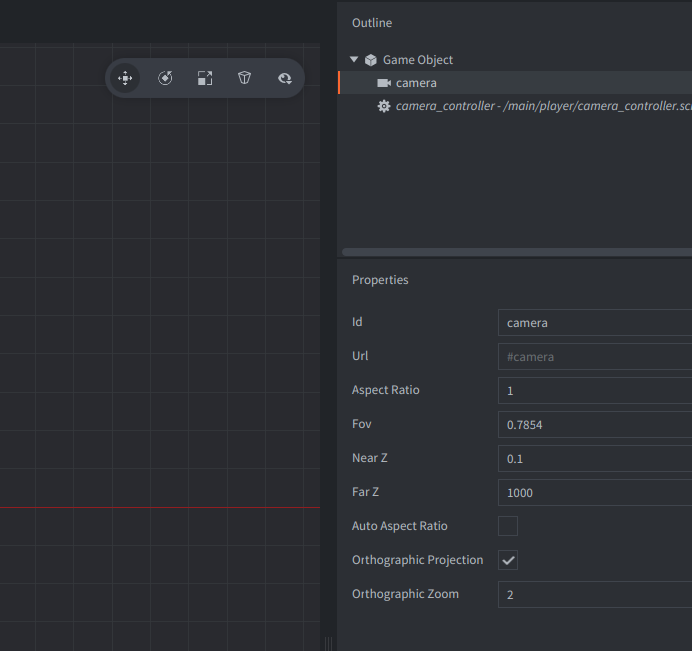 Outline
Game Object
camera
camera_controller - /main/player/camera_controller.sc
Properties
Id camera
Url #camera
Aspect Ratio 1
Fov 0.7854
Near Z 0.1
Far Z 1000
Auto Aspect Ratio
Orthographic Projection
Orthographic Zoom 2